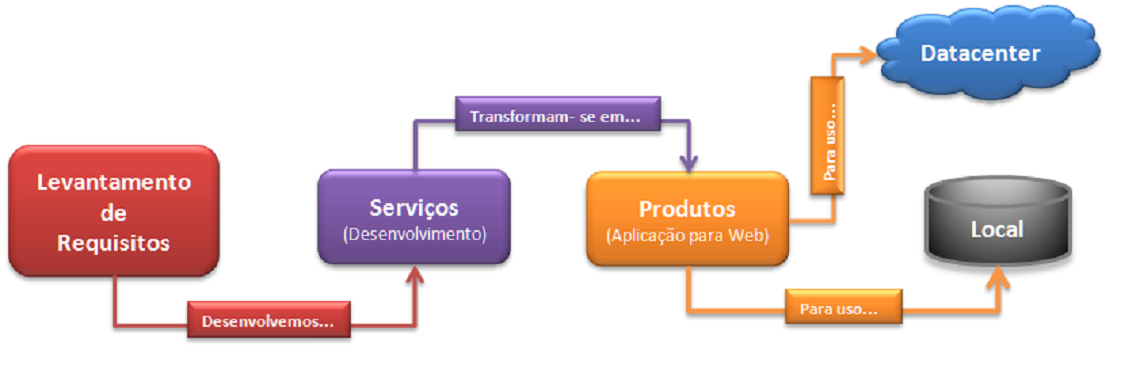 Levantamento
de
Requisitos
Desenvolvemos...
Serviços
(Desenvolvimento)
Transformam- se em...
Produtos
(Aplicação para Web)
Para uso...
Datacenter
Para uso...
Local